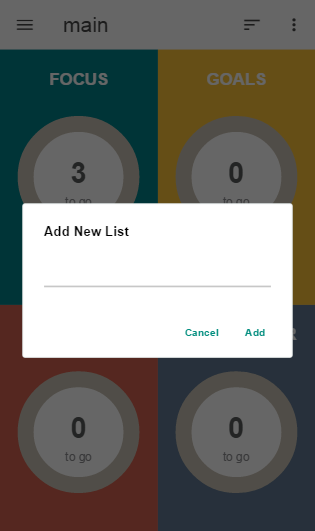 main
FOCUS
GOALS
3
0
to go
to go
Add New List
Cancel
Add
0
0
to go
to go